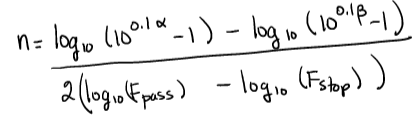 n = log₁₀ (10^0.1α - 1) - log₁₀ (10^0.1β - 1)
2(log₁₀(Fpass) - log₁₀ (Fstop))